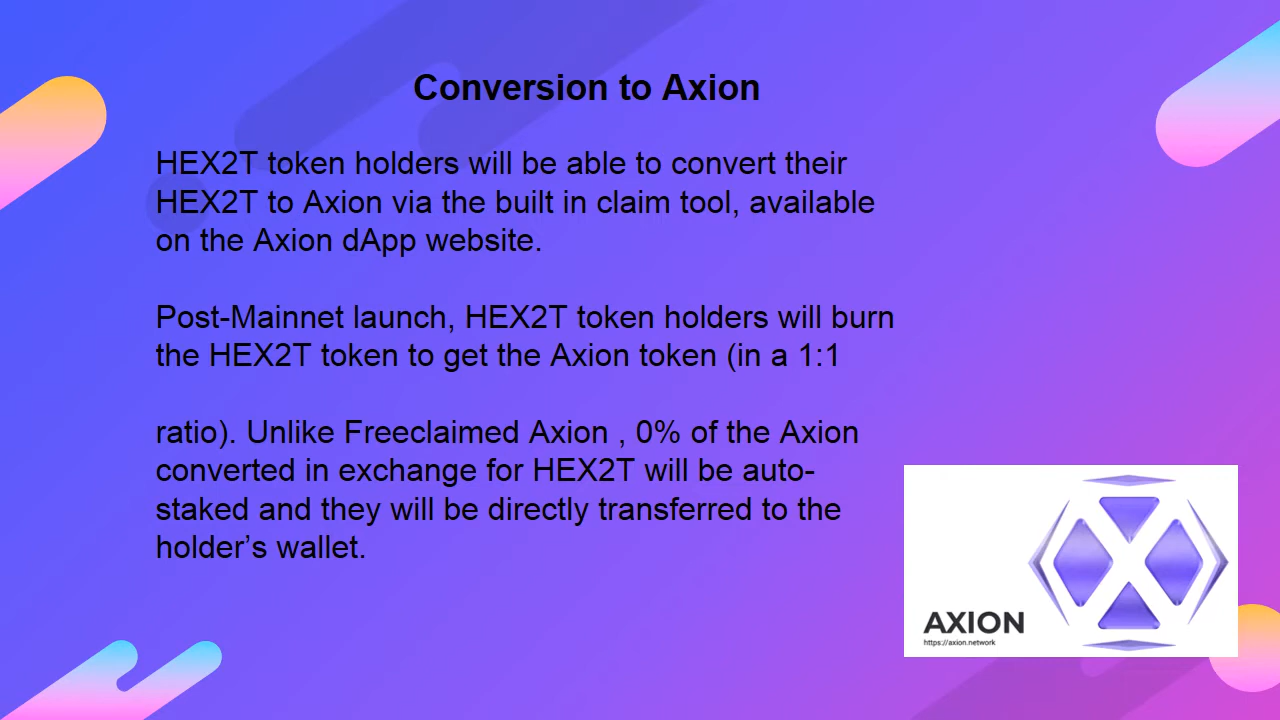 Conversion to Axion
HEX2T token holders will be able to convert their
HEX2T to Axion via the built in claim tool, available
on the Axion dApp website.
Post-Mainnet launch, HEX2T token holders will burn
the HEX2T token to get the Axion token (in a 1:1
ratio). Unlike Freeclaimed Axion , 0% of the Axion
converted in exchange for HEX2T will be auto-
staked and they will be directly transferred to the
holder’s wallet.
AXION
https://axion.network